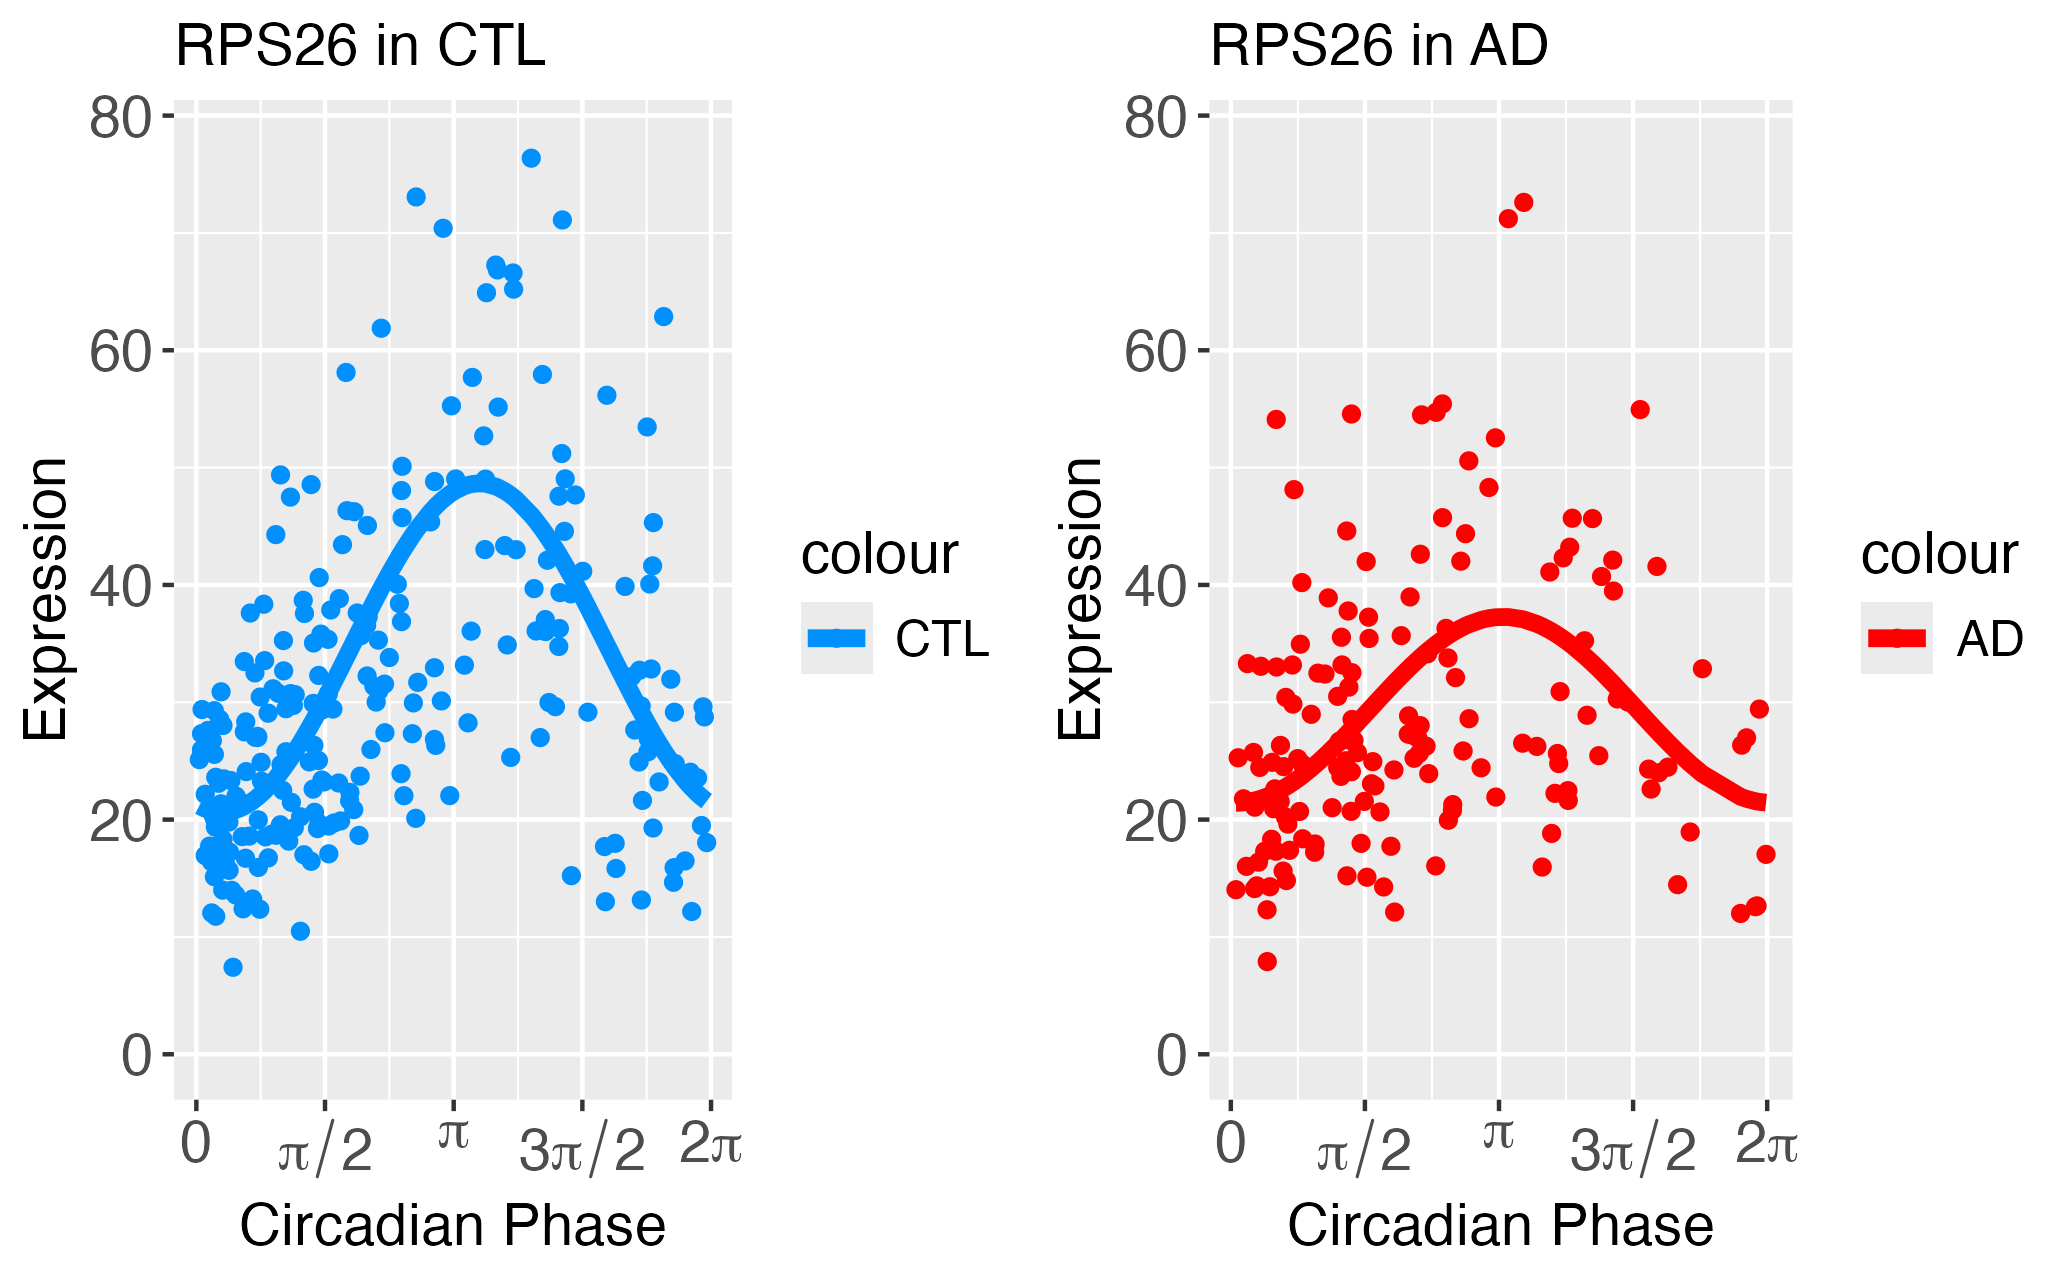 RPS26 in CTL
80
60
40
20
0
Expression
0 π/2 π 3π/2 2π
Circadian Phase
colour
CTL
RPS26 in AD
80
60
40
20
0
Expression
0 π/2 π 3π/2 2π
Circadian Phase
colour
AD